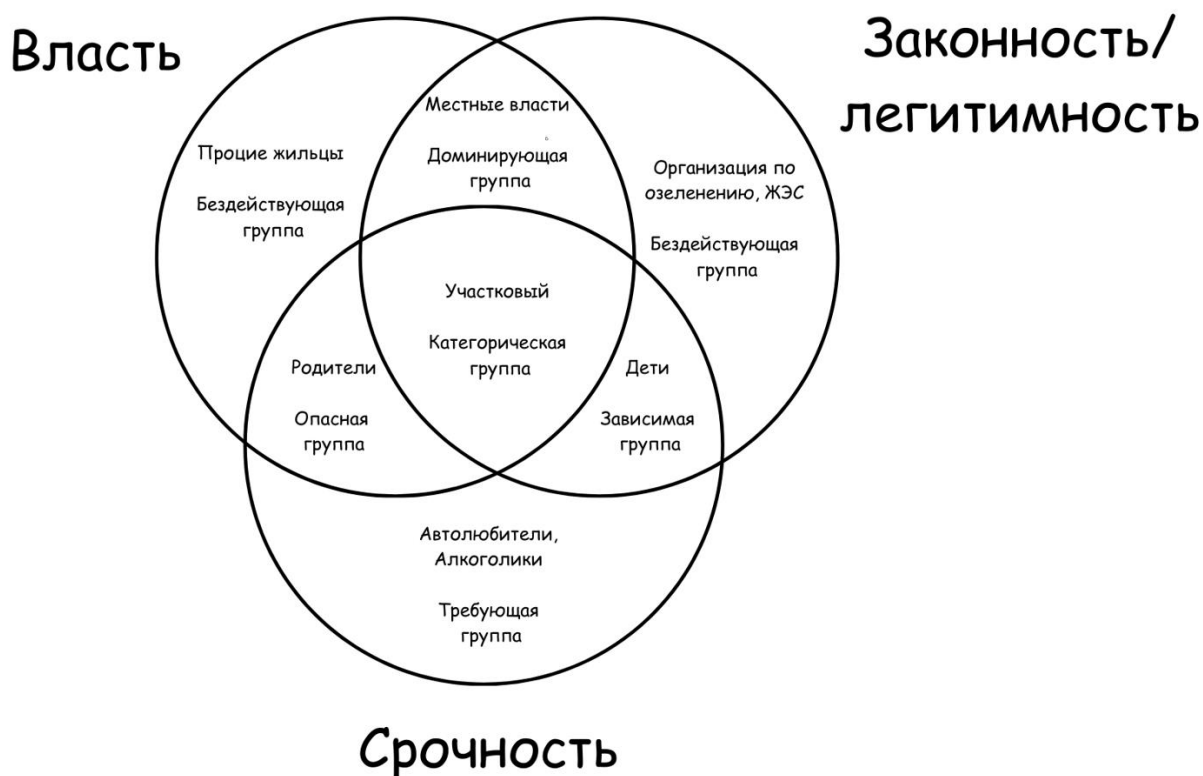 Власть
Законность/
легитимность
Местные власти
Доминирующая
группа
Процие жильцы
Бездействующая
группа
Организация по
озеленению, ЖЭС
Бездействующая
группа
Участковый
Категорическая
группа
Родители
Опасная
группа
Дети
Зависимая
группа
Автолюбители,
Алкоголики
Требующая
группа
Срочность